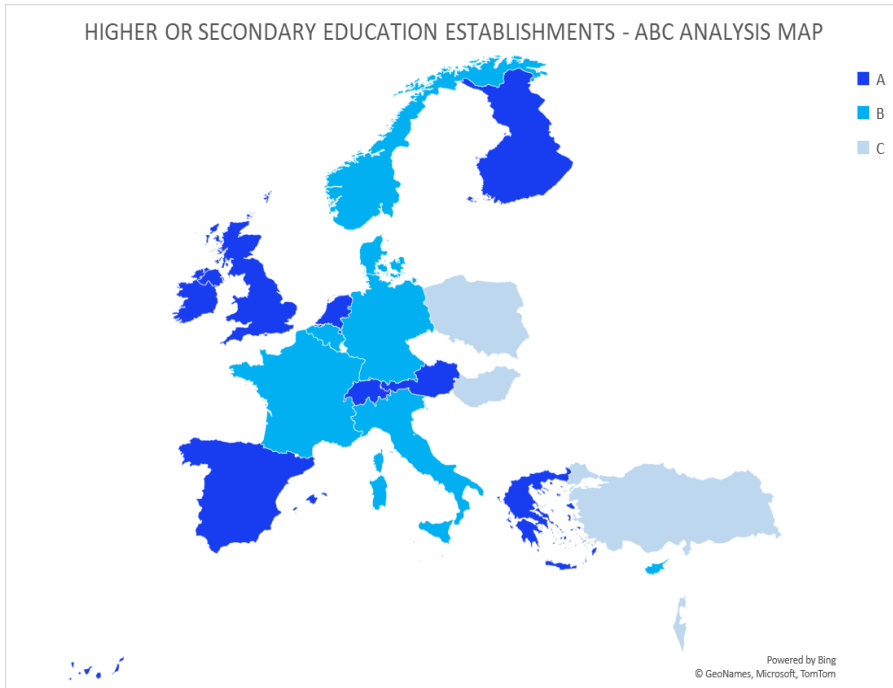 HIGHER OR SECONDARY EDUCATION ESTABLISHMENTS - ABC ANALYSIS MAP
A
B
C
Powered by Bing
© GeoNames, Microsoft, TomTom